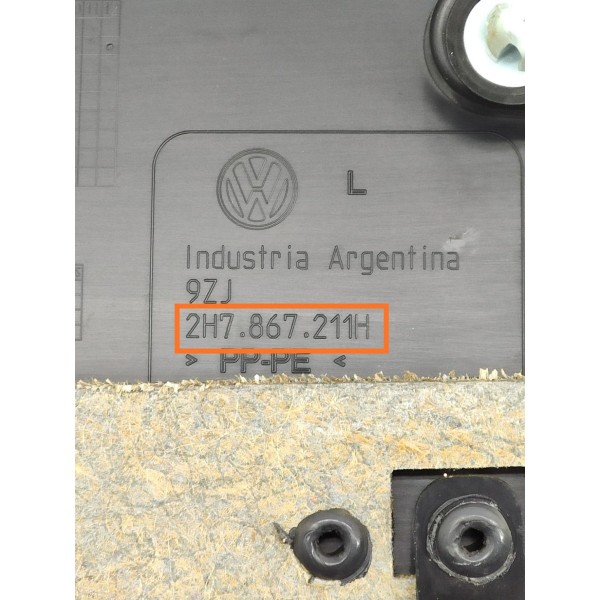 L
Industria Argentina
9ZJ
2H7.867.211H
> PP-PE <